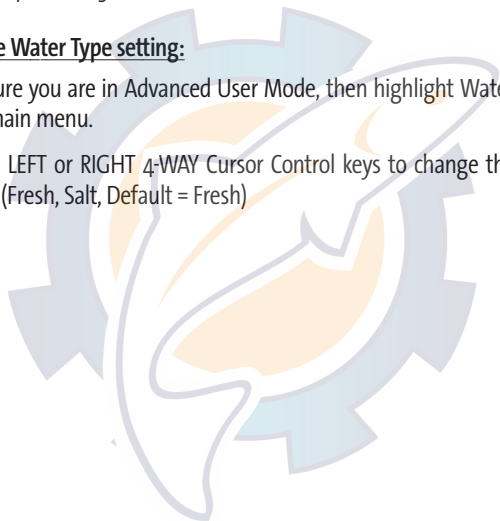 e Water Type setting:
ure you are in Advanced User Mode, then highlight Wate
main menu.
LEFT or RIGHT 4-WAY Cursor Control keys to change th
(Fresh, Salt, Default = Fresh)